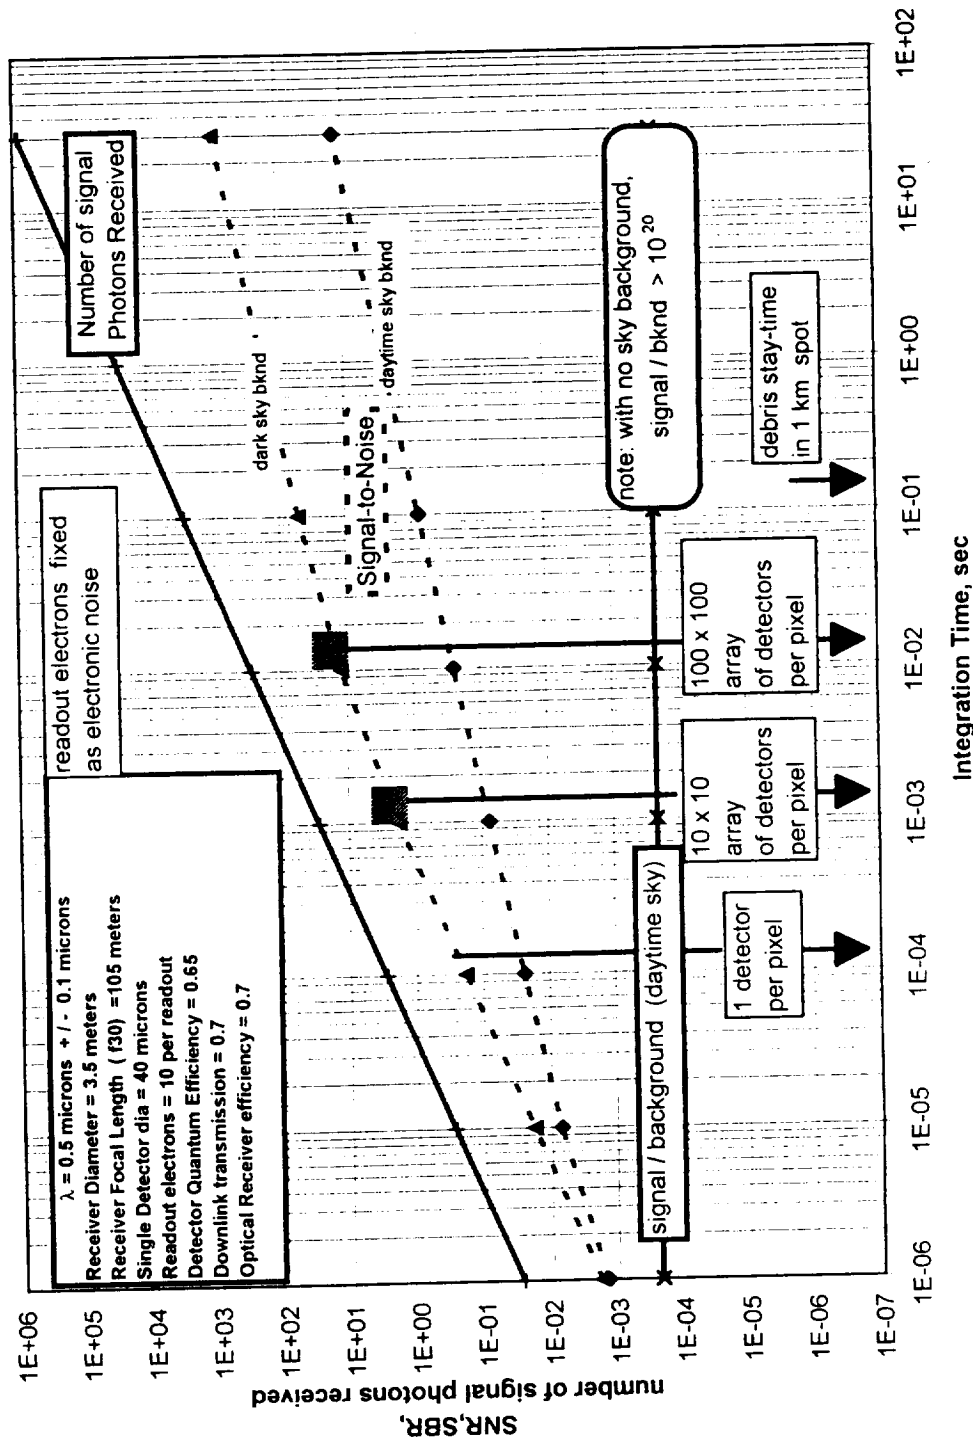 SNR,SBR,
number of signal photons received
1E+06
1E+05
1E+04
1E+03
1E+02
1E+01
1E+00
1E-01
1E-02
1E-03
1E-04
1E-05
1E-06
1E-07
λ = 0.5 microns + / - 0.1 microns
Receiver Diameter = 3.5 meters
Receiver Focal Length ( f30) =105 meters
Single Detector dia = 40 microns
Readout electrons = 10 per readout
Detector Quantum Efficiency = 0.65
Downlink transmission = 0.7
Optical Receiver efficiency = 0.7
readout electrons fixed
as electronic noise
Number of signal
Photons Received
dark sky bknd
Signal-to-Noise
daytime sky bknd
note: with no sky background,
signal / bknd > 10 20
signal / background (daytime sky)
1 detector
per pixel
10 x 10
array
of detectors
per pixel
100 x 100
array
of detectors
per pixel
debris stay-time
in 1 km spot
1E-06
1E-05
1E-04
1E-03
1E-02
1E-01
1E+00
1E+01
1E+02
Integration Time, sec